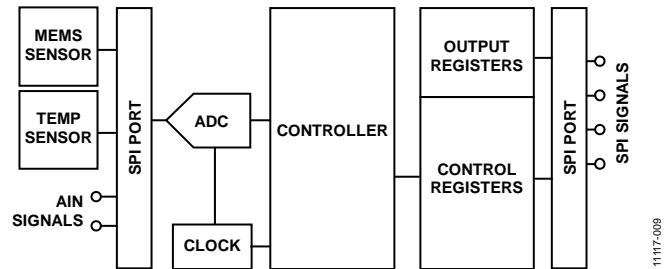 MEMS
SENSOR
TEMP
SENSOR
AIN
SIGNALS
SPI PORT
ADC
CLOCK
CONTROLLER
OUTPUT
REGISTERS
CONTROL
REGISTERS
SPI PORT
SPI SIGNALS
11117-009